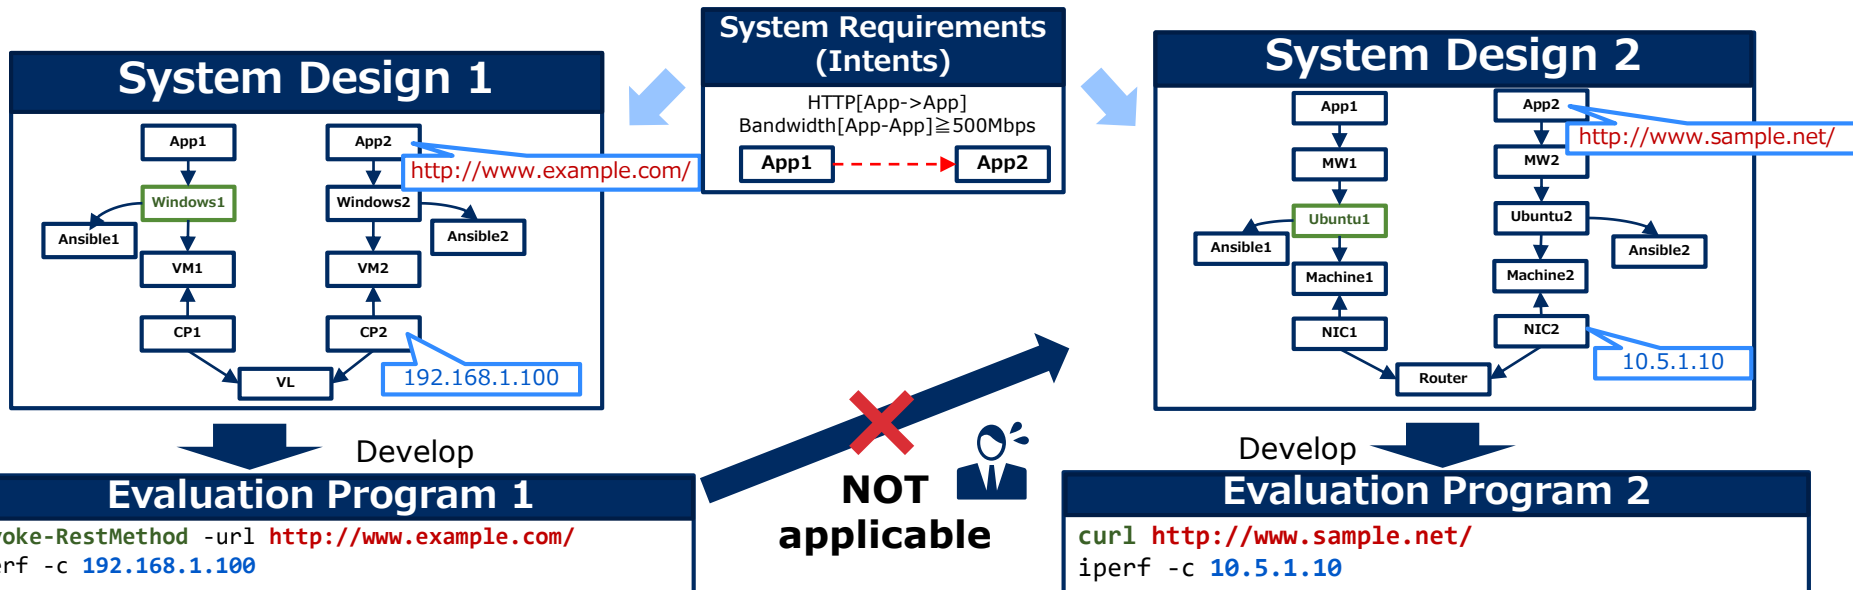 System Requirements
(Intents)
HTTP[App->App]
Bandwidth[App-App]≧500Mbps
App1
App2
System Design 1
App1
App2
http://www.example.com/
Windows1
Windows2
Ansible1
Ansible2
VM1
VM2
CP1
CP2
VL
192.168.1.100
System Design 2
App1
App2
http://www.sample.net/
MW1
MW2
Ubuntu1
Ubuntu2
Ansible1
Ansible2
Machine1
Machine2
NIC1
NIC2
Router
10.5.1.10
Develop
Evaluation Program 1
voke-RestMethod -url http://www.example.com/
erf -c 192.168.1.100
NOT
applicable
Develop
Evaluation Program 2
curl http://www.sample.net/
iperf -c 10.5.1.10